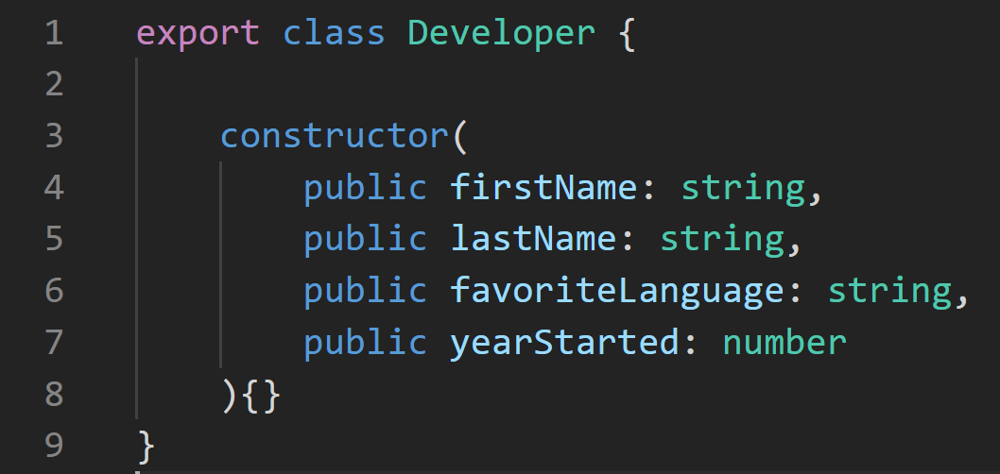 1 export class Developer {
2
3 constructor(
4 public firstName: string,
5 public lastName: string,
6 public favoriteLanguage: string,
7 public yearStarted: number
8 ){}
9 }